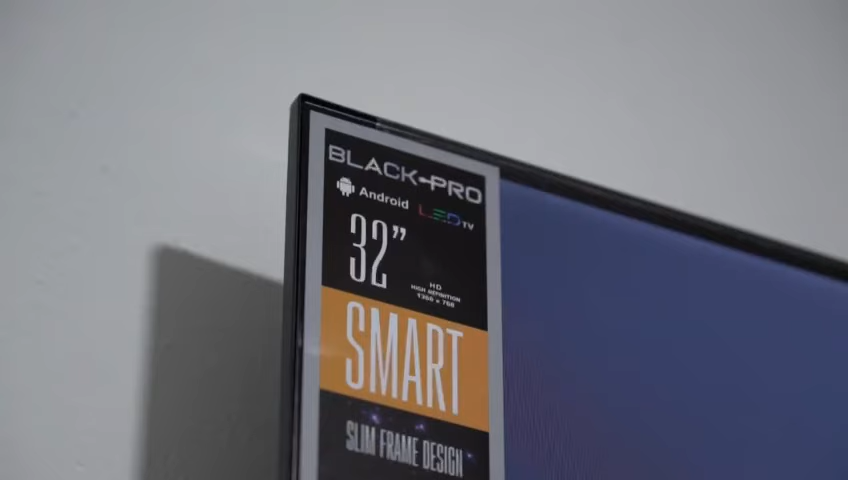 BLACK-PRO
Android
LED TV
32”
HD
HIGH DEFINITION
1366 × 768
SMART
SLIM FRAME DESIGN